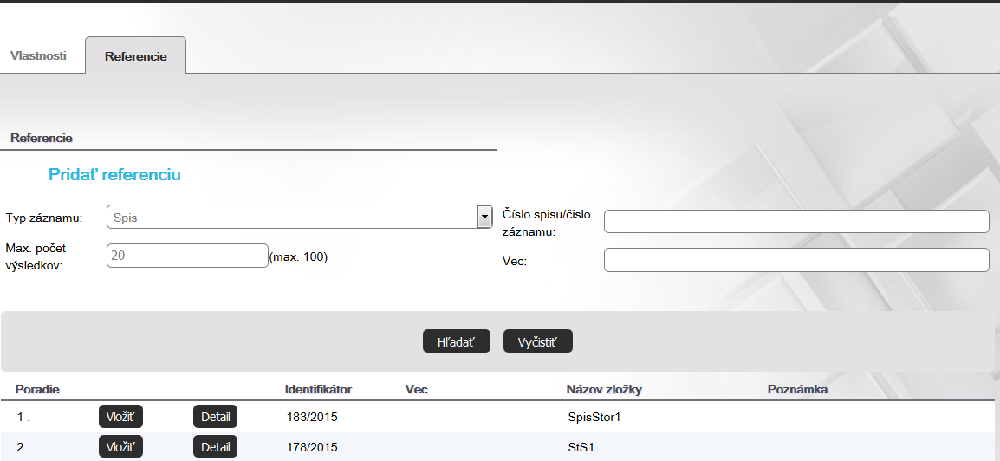 Vlastnosti Referencie
Referencie
Pridať referenciu
Typ záznamu: Spis Číslo spisu/čislo
záznamu:
Max. počet
výsledkov: 20 (max. 100) Vec:
Hľadať Vyčistiť
Poradie Identifikátor Vec Názov zložky Poznámka
1 . Vložiť Detail 183/2015 SpisStor1
2 . Vložiť Detail 178/2015 StS1